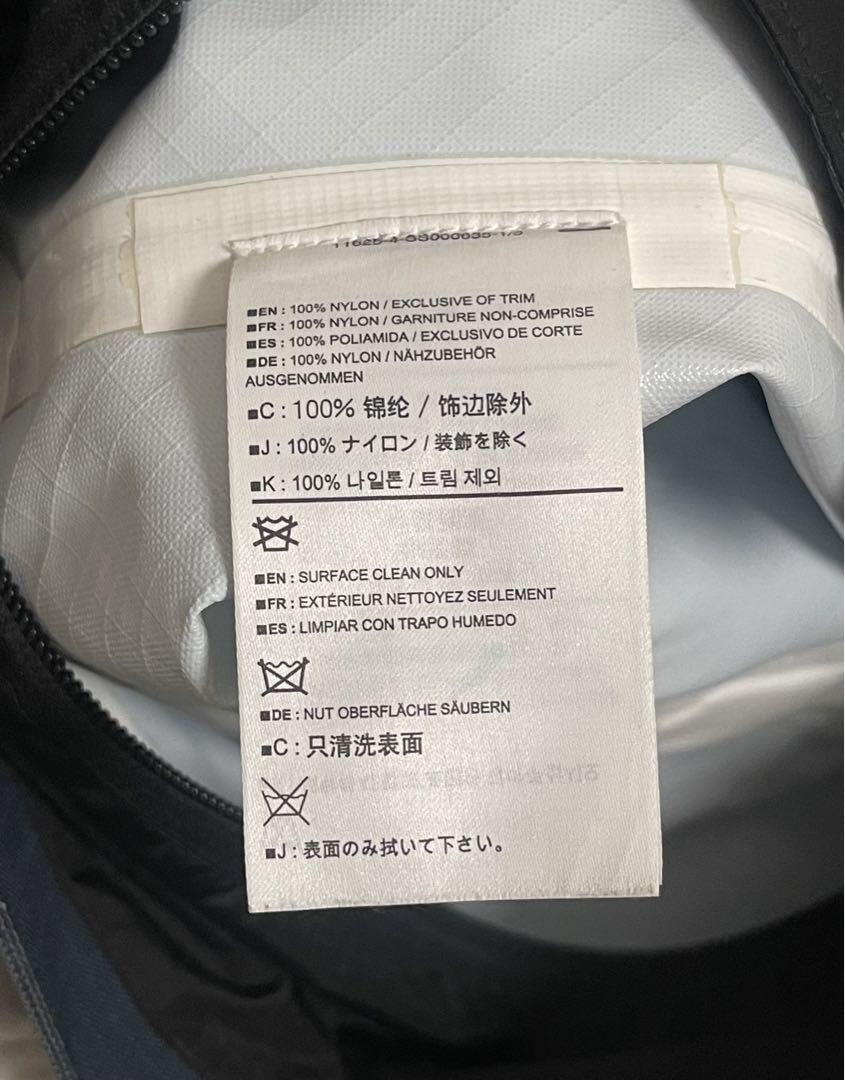 ■EN : 100% NYLON / EXCLUSIVE OF TRIM
■FR : 100% NYLON / GARNITURE NON-COMPRISE
■ES : 100% POLIAMIDA / EXCLUSIVO DE CORTE
■DE : 100% NYLON / NÄHZUBEHÖR
AUSGENOMMEN
■C : 100% 锦纶 / 饰边除外
■J : 100% ナイロン / 装飾を除く
■K : 100% 나일론 / 트림 제외
■EN : SURFACE CLEAN ONLY
■FR : EXTÉRIEUR NETTOYEZ SEULEMENT
■ES : LIMPIAR CON TRAPO HUMEDO
■DE : NUT OBERFLÄCHE SÄUBERN
■C : 只清洗表面
■J : 表面のみ拭いて下さい。